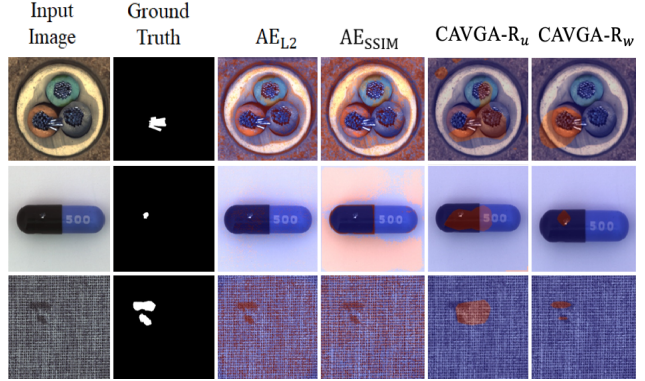 Input Image
Ground Truth
AE_L2
AE_SSIM
CAVGA-R_u
CAVGA-R_w
500
500
500
500
500